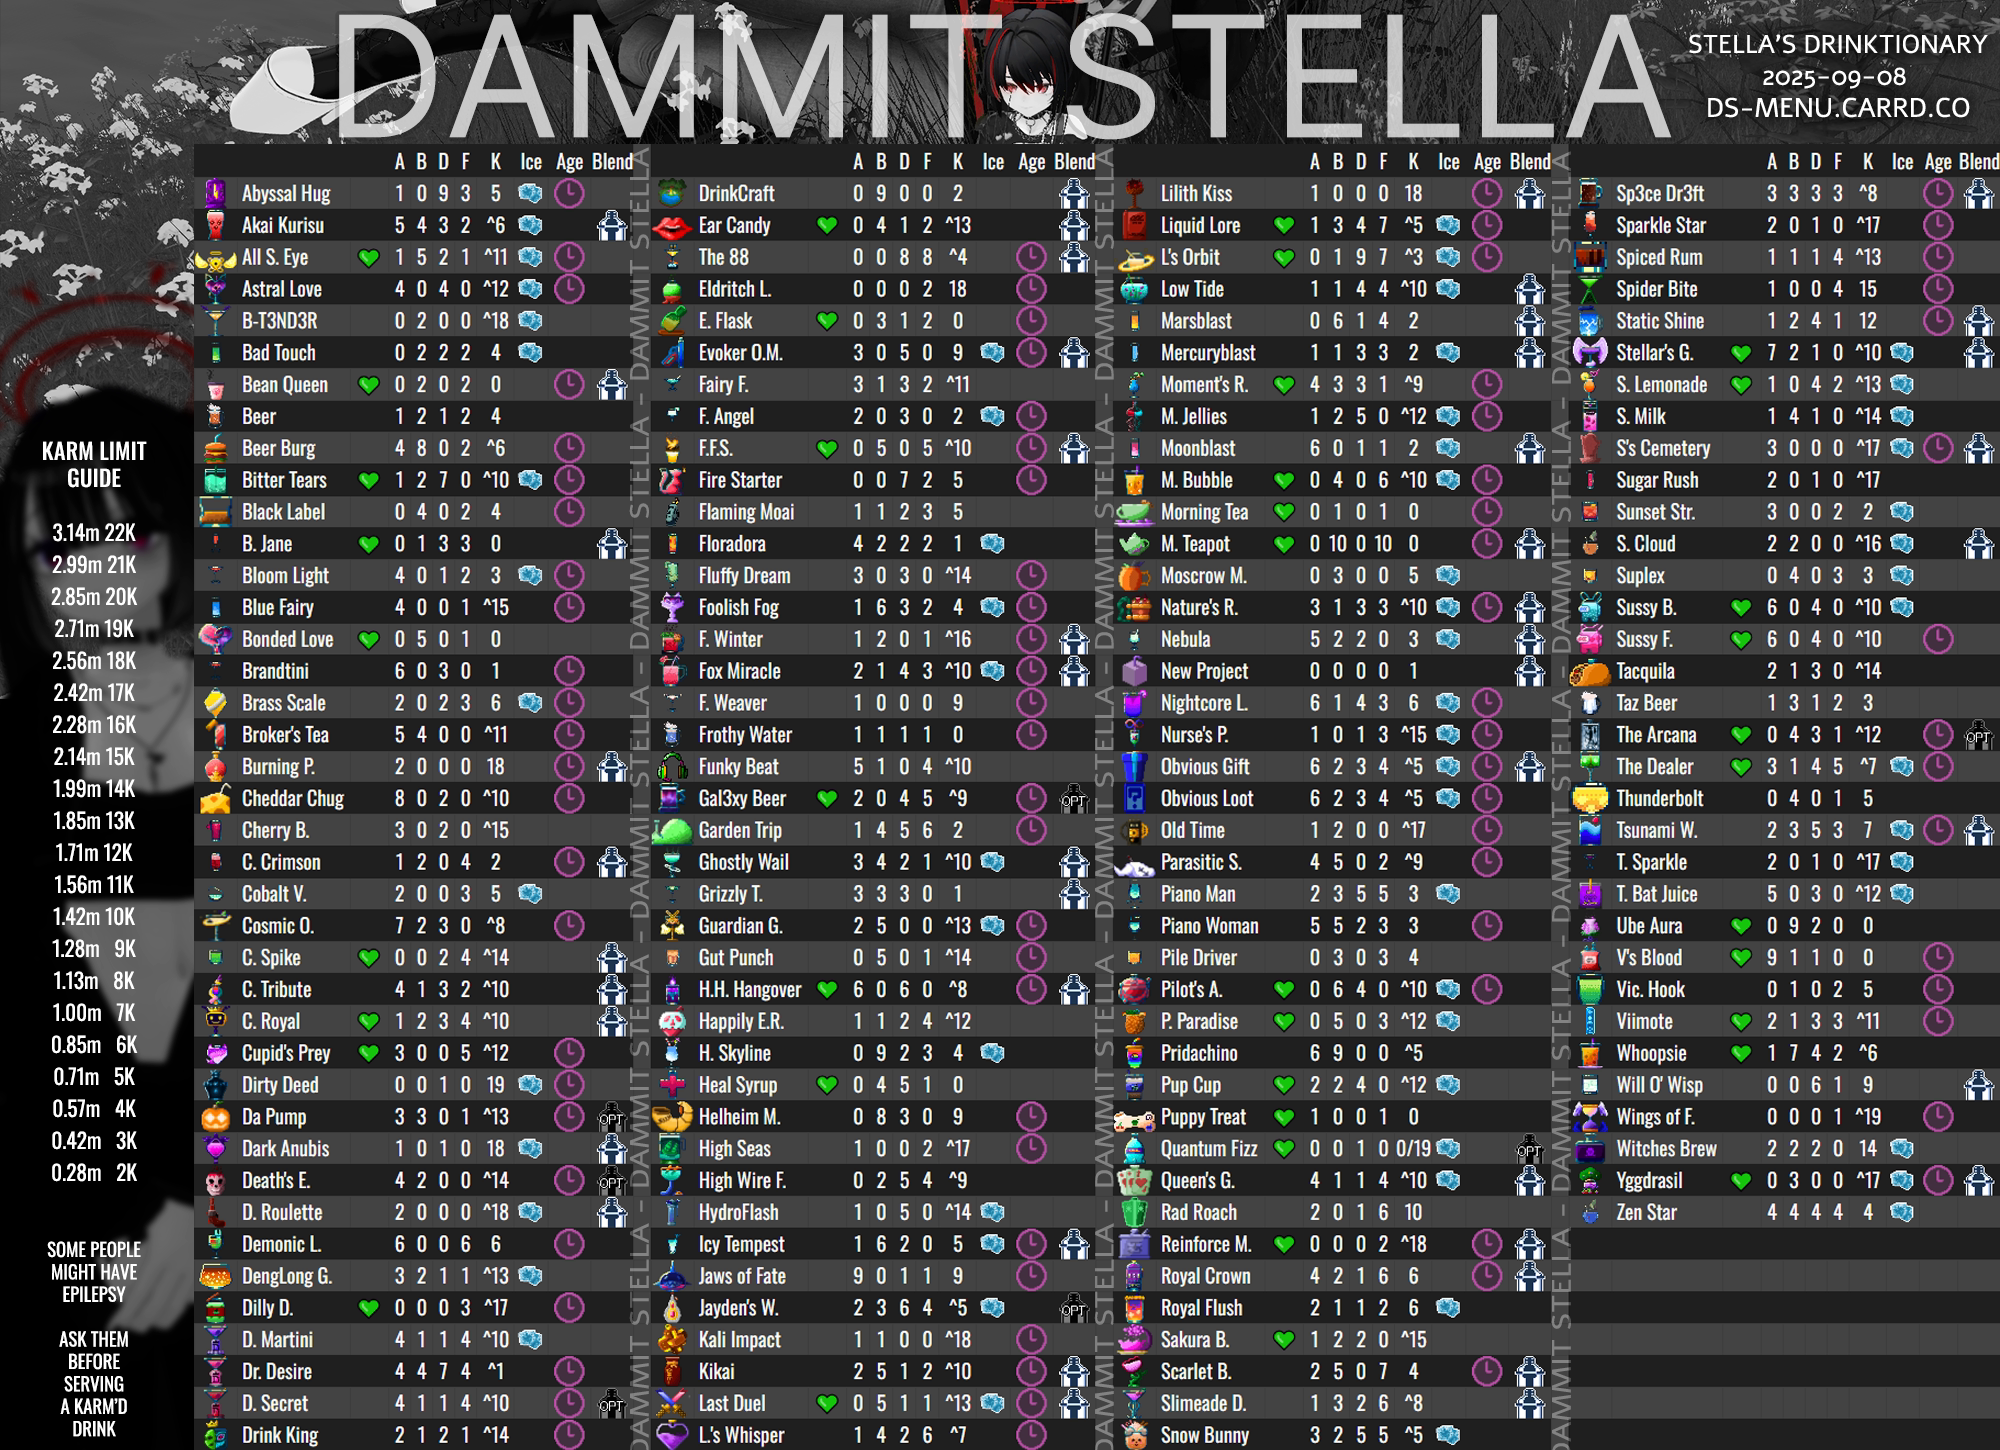 DAMMIT STELLA
STELLA'S DRINKTIONARY
2025-09-08
DS-MENU.CARRD.CO
KARM LIMIT
GUIDE
3.14m 22K
2.99m 21K
2.85m 20K
2.71m 19K
2.56m 18K
2.42m 17K
2.28m 16K
2.14m 15K
1.99m 14K
1.85m 13K
1.71m 12K
1.56m 11K
1.42m 10K
1.28m 9K
1.13m 8K
1.00m 7K
0.85m 6K
0.71m 5K
0.57m 4K
0.42m 3K
0.28m 2K
SOME PEOPLE
MIGHT HAVE
EPILEPSY
ASK THEM
BEFORE
SERVING
A KARM'D
DRINK
A B D F K Ice Age Blend
Abyssal Hug 1 0 9 3 5
Akai Kurisu 5 4 3 2 ^6
All S. Eye 1 5 2 1 ^11
Astral Love 4 0 4 0 ^12
B-T3ND3R 0 2 0 0 ^18
Bad Touch 0 2 2 2 4
Bean Queen 0 2 0 2 0
Beer 1 2 1 2 4
Beer Burg 4 8 0 2 ^6
Bitter Tears 1 2 7 0 ^10
Black Label 0 4 0 2 4
B. Jane 0 1 3 3 0
Bloom Light 4 0 1 2 3
Blue Fairy 4 0 0 1 ^15
Bonded Love 0 5 0 1 0
Brandtini 6 0 3 0 1
Brass Scale 2 0 2 3 6
Broker's Tea 5 4 0 0 ^11
Burning P. 2 0 0 0 18
Cheddar Chug 8 0 2 0 ^10
Cherry B. 3 0 2 0 ^15
C. Crimson 1 2 0 4 2
Cobalt V. 2 0 0 3 5
Cosmic O. 7 2 3 0 ^8
C. Spike 0 0 2 4 ^14
C. Tribute 4 1 3 2 ^10
C. Royal 1 2 3 4 ^10
Cupid's Prey 3 0 0 5 ^12
Dirty Deed 0 0 1 0 19
Da Pump 3 3 0 1 ^13 OPT
Dark Anubis 1 0 1 0 18
Death's E. 4 2 0 0 ^14 OPT
D. Roulette 2 0 0 0 ^18
Demonic L. 6 0 0 6 6
DengLong G. 3 2 1 1 ^13
Dilly D. 0 0 0 3 ^17
D. Martini 4 1 1 4 ^10
Dr. Desire 4 4 7 4 ^1
D. Secret 4 1 1 4 ^10 OPT
Drink King 2 1 2 1 ^14
DAMMIT STELLA - DAMMIT STELLA - DAMMIT STELLA - DAMMIT STELLA
A B D F K Ice Age Blend
DrinkCraft 0 9 0 0 2
Ear Candy 0 4 1 2 ^13
The 88 0 0 8 8 ^4
Eldritch L. 0 0 0 2 18
E. Flask 0 3 1 2 0
Evoker O.M. 3 0 5 0 9
Fairy F. 3 1 3 2 ^11
F. Angel 2 0 3 0 2
F.F.S. 0 5 0 5 ^10
Fire Starter 0 0 7 2 5
Flaming Moai 1 1 2 3 5
Floradora 4 2 2 2 1
Fluffy Dream 3 0 3 0 ^14
Foolish Fog 1 6 3 2 4
F. Winter 1 2 0 1 ^16
Fox Miracle 2 1 4 3 ^10
F. Weaver 1 0 0 0 9
Frothy Water 1 1 1 1 0
Funky Beat 5 1 0 4 ^10
Gal3xy Beer 2 0 4 5 ^9 OPT
Garden Trip 1 4 5 6 2
Ghostly Wail 3 4 2 1 ^10
Grizzly T. 3 3 3 0 1
Guardian G. 2 5 0 0 ^13
Gut Punch 0 5 0 1 ^14
H.H. Hangover 6 0 6 0 ^8
Happily E.R. 1 1 2 4 ^12
H. Skyline 0 9 2 3 4
Heal Syrup 0 4 5 1 0
Helheim M. 0 8 3 0 9
High Seas 1 0 0 2 ^17
High Wire F. 0 2 5 4 ^9
HydroFlash 1 0 5 0 ^14
Icy Tempest 1 6 2 0 5
Jaws of Fate 9 0 1 1 9
Jayden's W. 2 3 6 4 ^5 OPT
Kali Impact 1 1 0 0 ^18
Kikai 2 5 1 2 ^10
Last Duel 0 5 1 1 ^13
L.'s Whisper 1 4 2 6 ^7
DAMMIT STELLA - DAMMIT STELLA - DAMMIT STELLA - DAMMIT STELLA
A B D F K Ice Age Blend
Lilith Kiss 1 0 0 0 18
Liquid Lore 1 3 4 7 ^5
L's Orbit 0 1 9 7 ^3
Low Tide 1 1 4 4 ^10
Marsblast 0 6 1 4 2
Mercuryblast 1 1 3 3 2
Moment's R. 4 3 3 1 ^9
M. Jellies 1 2 5 0 ^12
Moonblast 6 0 1 1 2
M. Bubble 0 4 0 6 ^10
Morning Tea 0 1 0 1 0
M. Teapot 0 10 0 10 0
Moscrow M. 0 3 0 0 5
Nature's R. 3 1 3 3 ^10
Nebula 5 2 2 0 3
New Project 0 0 0 0 1
Nightcore L. 6 1 4 3 6
Nurse's P. 1 0 1 3 ^15
Obvious Gift 6 2 3 4 ^5
Obvious Loot 6 2 3 4 ^5
Old Time 1 2 0 0 ^17
Parasitic S. 4 5 0 2 ^9
Piano Man 2 3 5 5 3
Piano Woman 5 5 2 3 3
Pile Driver 0 3 0 3 4
Pilot's A. 0 6 4 0 ^10
P. Paradise 0 5 0 3 ^12
Pridachino 6 9 0 0 ^5
Pup Cup 2 2 4 0 ^12
Puppy Treat 1 0 0 1 0
Quantum Fizz 0 0 1 0 0/19 OPT
Queen's G. 4 1 1 4 ^10
Rad Roach 2 0 1 6 10
Reinforce M. 0 0 0 2 ^18
Royal Crown 4 2 1 6 6
Royal Flush 2 1 1 2 6
Sakura B. 1 2 2 0 ^15
Scarlet B. 2 5 0 7 4
Slimeade D. 1 3 2 6 ^8
Snow Bunny 3 2 5 5 ^5
DAMMIT STELLA - DAMMIT STELLA - DAMMIT STELLA - DAMMIT STELLA
A B D F K Ice Age Blend
Sp3ce Dr3ft 3 3 3 3 ^8
Sparkle Star 2 0 1 0 ^17
Spiced Rum 1 1 1 4 ^13
Spider Bite 1 0 0 4 15
Static Shine 1 2 4 1 12
Stellar's G. 7 2 1 0 ^10
S. Lemonade 1 0 4 2 ^13
S. Milk 1 4 1 0 ^14
S's Cemetery 3 0 0 0 ^17
Sugar Rush 2 0 1 0 ^17
Sunset Str. 3 0 0 2 2
S. Cloud 2 2 0 0 ^16
Suplex 0 4 0 3 3
Sussy B. 6 0 4 0 ^10
Sussy F. 6 0 4 0 ^10
Tacquila 2 1 3 0 ^14
Taz Beer 1 3 1 2 3
The Arcana 0 4 3 1 ^12 OPT
The Dealer 3 1 4 5 ^7
Thunderbolt 0 4 0 1 5
Tsunami W. 2 3 5 3 7
T. Sparkle 2 0 1 0 ^17
T. Bat Juice 5 0 3 0 ^12
Ube Aura 0 9 2 0 0
V's Blood 9 1 1 0 0
Vic. Hook 0 1 0 2 5
Viimote 2 1 3 3 ^11
Whoopsie 1 7 4 2 ^6
Will O' Wisp 0 0 6 1 9
Wings of F. 0 0 0 1 ^19
Witches Brew 2 2 2 0 14
Yggdrasil 0 3 0 0 ^17
Zen Star 4 4 4 4 4